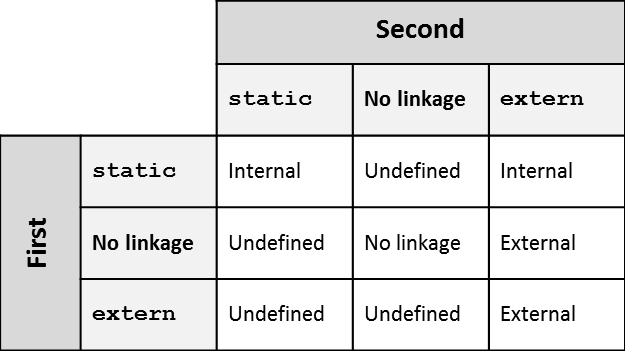 Second
static No linkage extern
First
static Internal Undefined Internal
No linkage Undefined No linkage External
extern Undefined Undefined External